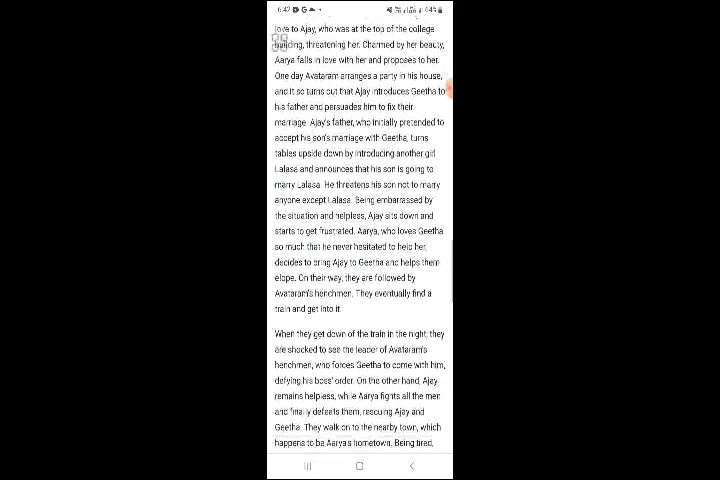 6:42
64%
love to Ajay, who was at the top of the college
building, threatening her. Charmed by her beauty,
Aarya falls in love with her and proposes to her.
One day Avataram arranges a party in his house,
and it so turns out that Ajay introduces Geetha to
his father and persuades him to fix their
marriage. Ajay's father, who initially pretended to
accept his son's marriage with Geetha, turns
tables upside down by introducing another girl
Lalasa and announces that his son is going to
marry Lalasa. He threatens his son not to marry
anyone except Lalasa. Being embarrassed by
the situation and helpless, Ajay sits down and
starts to get frustrated. Aarya, who loves Geetha
so much that he never hesitated to help her,
decides to bring Ajay to Geetha and helps them
elope. On their way, they are followed by
Avataram's henchmen. They eventually find a
train and get into it.
When they get down of the train in the night, they
are shocked to see the leader of Avataram's
henchmen, who forces Geetha to come with him,
defying his boss' order. On the other hand, Ajay
remains helpless, while Aarya fights all the men
and finally defeats them, rescuing Ajay and
Geetha. They walk on to the nearby town, which
happens to be Aarya's hometown. Being tired,